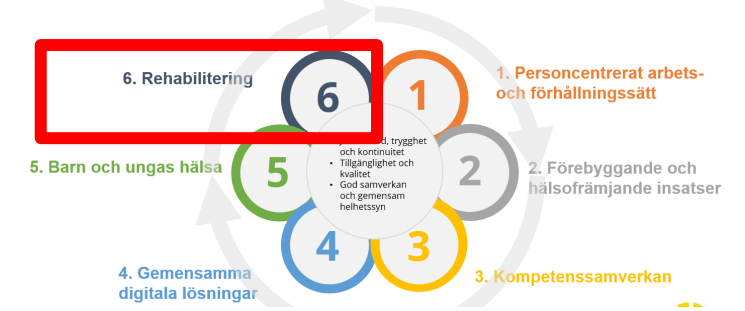 6. Rehabilitering
6
1
1. Personcentrerat arbets-
och förhållningssätt
trygghet
och kontinuitet
• Tillgänglighet och
kvalitet
• God samverkan
och gemensam
helhetssyn
5. Barn och ungas hälsa
5
2
2. Förebyggande och
hälsofrämjande insatser
4
3
4. Gemensamma
digitala lösningar
3. Kompetenssamverkan